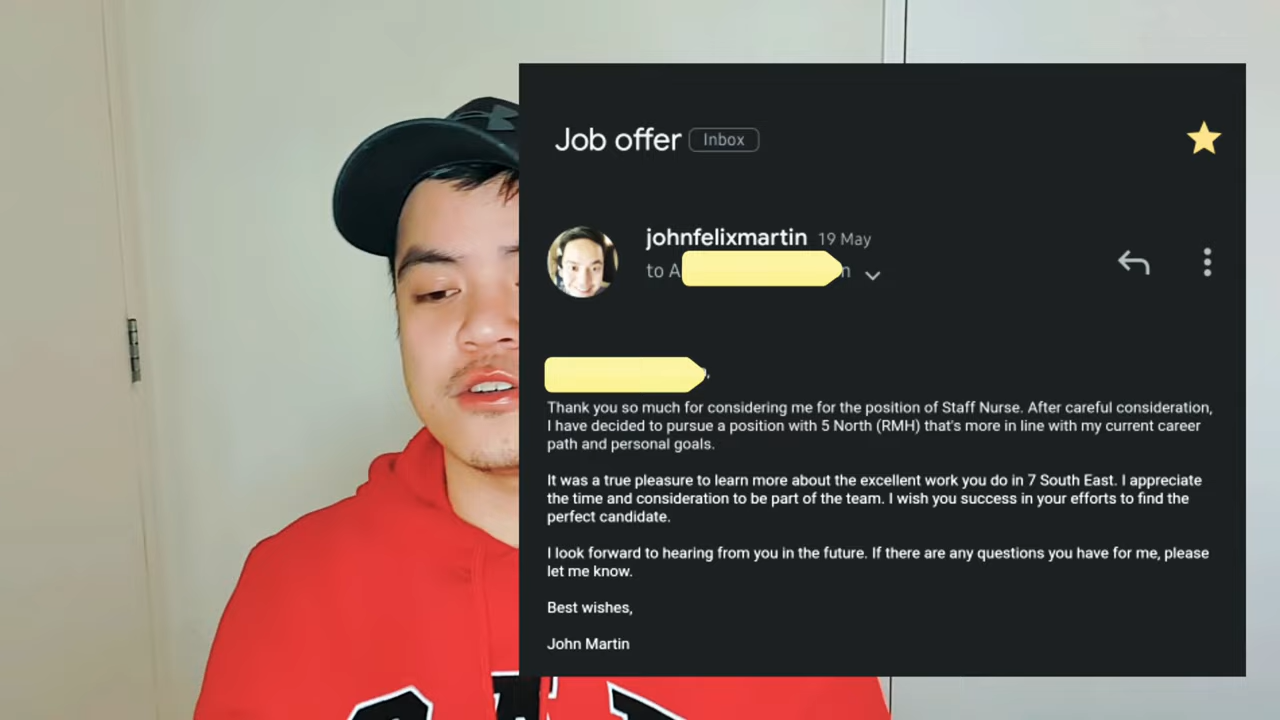 Job offer Inbox
johnfelixmartin 19 May
to A
Thank you so much for considering me for the position of Staff Nurse. After careful consideration,
I have decided to pursue a position with 5 North (RMH) that's more in line with my current career
path and personal goals.
It was a true pleasure to learn more about the excellent work you do in 7 South East. I appreciate
the time and consideration to be part of the team. I wish you success in your efforts to find the
perfect candidate.
I look forward to hearing from you in the future. If there are any questions you have for me, please
let me know.
Best wishes,
John Martin